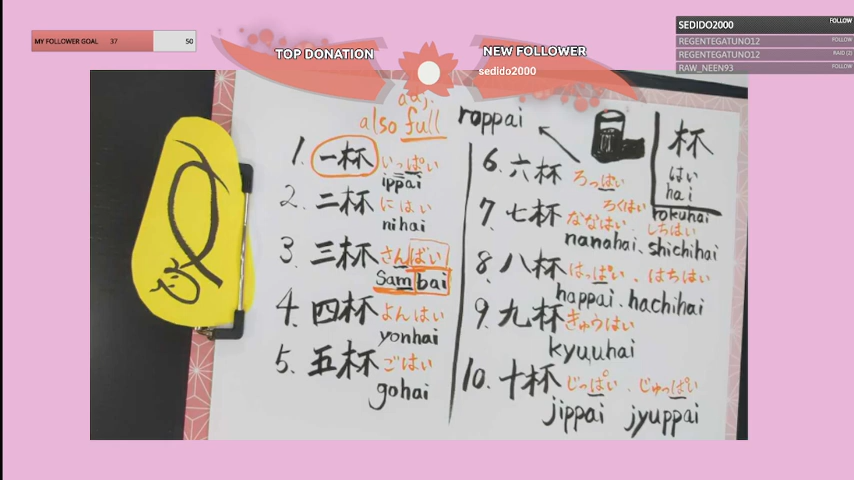 MY FOLLOWER GOAL 37 50
TOP DONATION
NEW FOLLOWER
sedido2000
SEDIDO2000 FOLLOW
REGENTEGATUNO12 FOLLOW
REGENTEGATUNO12 RAID (2)
RAW_NEEN93 FOLLOW
adj.
also full
1. 一杯 いっぱい
ippai
2. 二杯 にはい
nihai
3. 三杯 さんばい
Sambai
4. 四杯 よんはい
yonhai
5. 五杯 ごはい
gohai
roppai
杯
はい
hai
6. 六杯 ろっぱい
ろくはい
rokuhai
7. 七杯 ななはい しちはい
nanahai、shichihai
8. 八杯 はっぱい、はちはい
happai、hachihai
9. 九杯 きゅうはい
kyuuhai
10. 十杯 じっぱい、じゅっぱい
jippai jyuppai